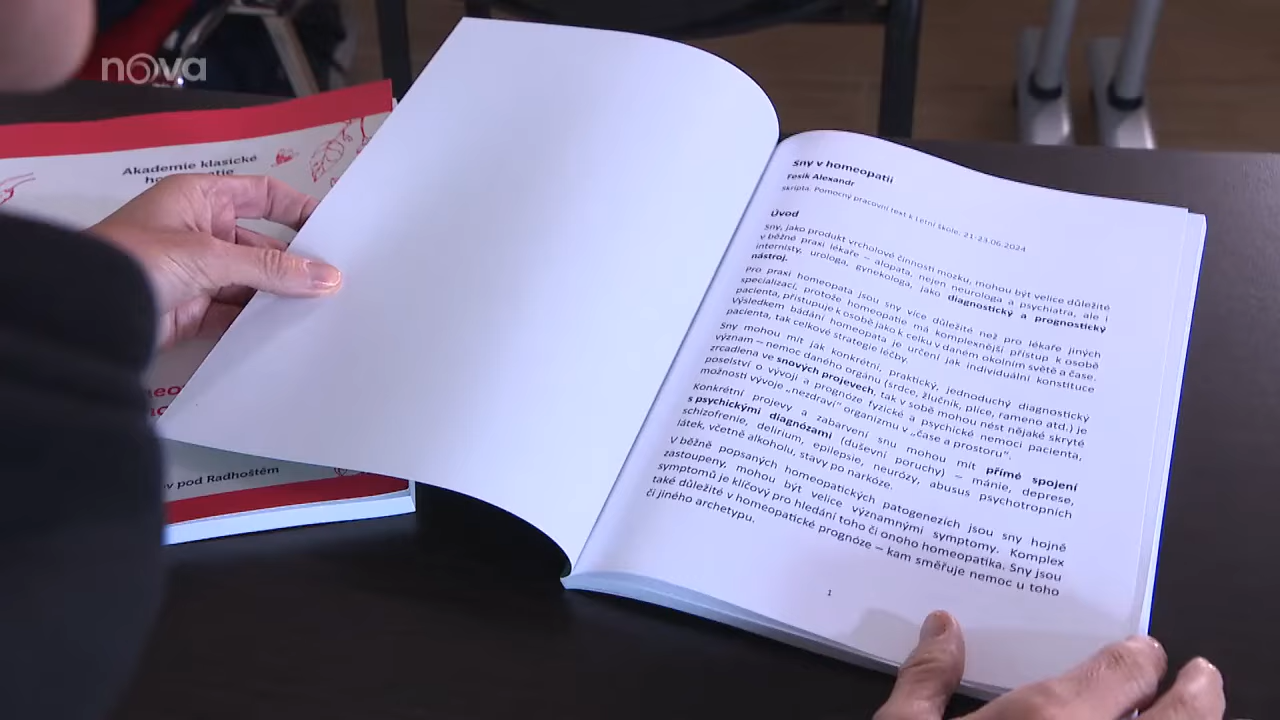 nova
Akademie klasické
homeopatie
v pod Radhoštěm
Sny v homeopatii
Fesik Alexandr
Skripta. Pomocný pracovní text k Letní škole, 21-23.06.2024
Úvod
Sny, jako produkt vrcholové činnosti mozku, mohou být velice důležité
v běžné praxi lékaře – alopata, nejen neurologa a psychiatra, ale i
internisty, urologa, gynekologa, jako diagnostický a prognostický
nástroj.
Pro praxi homeopata jsou sny více důležité než pro lékaře jiných
specializací, protože homeopatie má komplexnější přístup k osobě
pacienta, přistupuje k osobě jako k celku v daném okolním světě a čase.
Výsledkem bádání homeopata je určení jak individuální konstituce
pacienta, tak celkové strategie léčby.
Sny mohou mít jak konkrétní, praktický, jednoduchý diagnostický
význam – nemoc daného orgánu (srdce, žlučník, plíce, rameno atd.) je
zrcadlena ve snových projevech, tak v sobě mohou nést nějaké skryté
poselství o vývoji a prognóze fyzické a psychické nemoci pacienta,
možnosti vývoje „nezdraví“ organizmu v „čase a prostoru“.
Konkrétní projevy a zabarvení snu mohou mít přímé spojení
s psychickými diagnózami (duševní poruchy) – mánie, deprese,
schizofrenie, delirium, epilepsie, neurózy, abusus psychotropních
látek, včetně alkoholu, stavy po narkóze.
V běžně popsaných homeopatických patogenezích jsou sny hojně
zastoupeny, mohou být velice významnými symptomy. Komplex
symptomů je klíčový pro hledání toho či onoho homeopatika. Sny jsou
také důležité v homeopatické prognóze – kam směřuje nemoc u toho
či jiného archetypu.
1